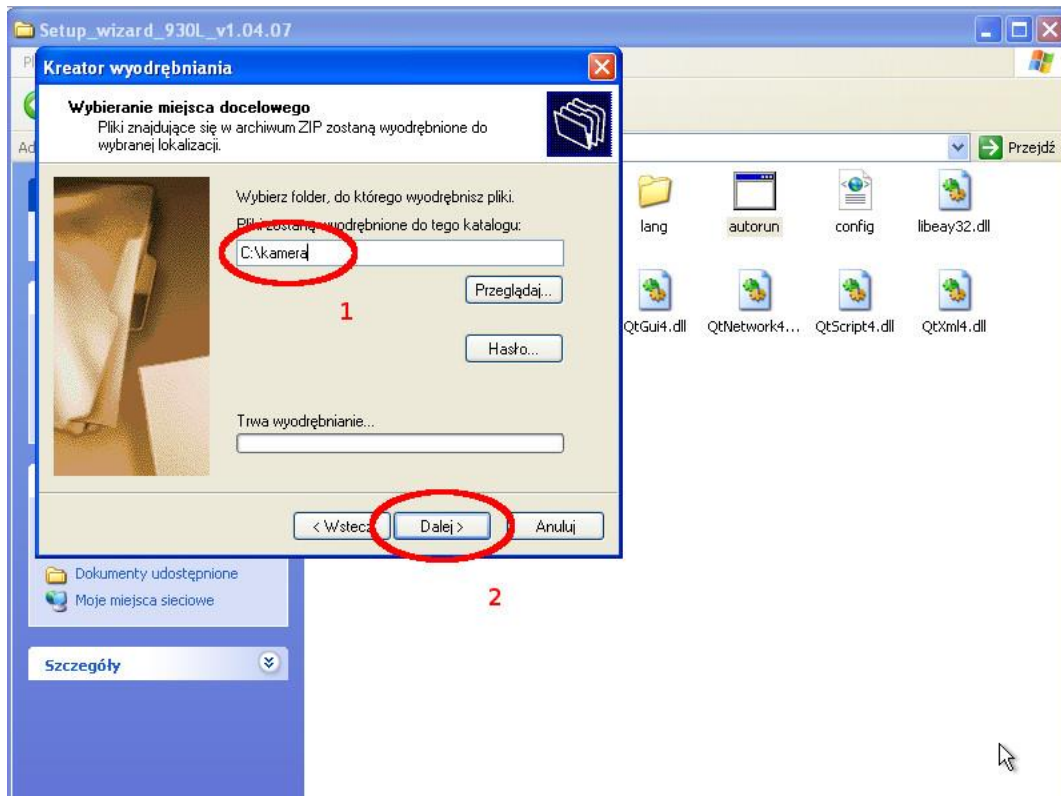 Setup_wizard_930L_v1.04.07
Pl
Kreator wyodrębniania
Wybieranie miejsca docelowego
Pliki znajdujące się w archiwum ZIP zostaną wyodrębnione do
wybranej lokalizacji.
Ad
Przejdź
Wybierz folder, do którego wyodrębnisz pliki.
Pliki zostaną wyodrębnione do tego katalogu:
C:\kamera
1
Przeglądaj...
Hasło...
Trwa wyodrębnianie...
< Wstecz
Dalej >
Anuluj
2
lang
autorun
config
libeay32.dll
QtGui4.dll
QtNetwork4...
QtScript4.dll
QtXml4.dll
Dokumenty udostępnione
Moje miejsca sieciowe
Szczegóły